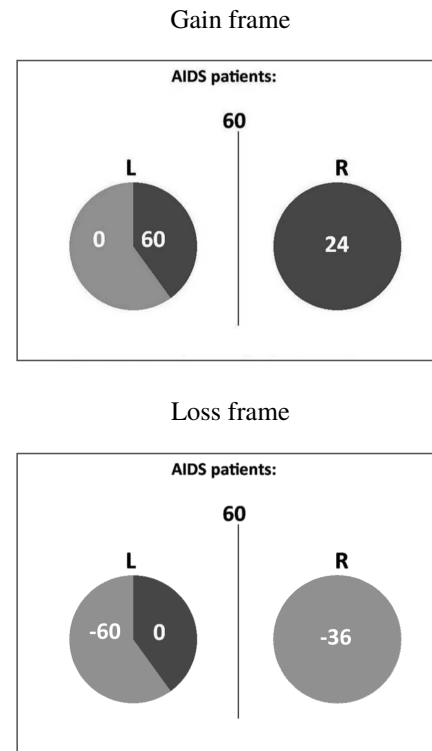 Gain frame
AIDS patients:
60
L R
0 60 24
Loss frame
AIDS patients:
60
L R
-60 0 -36